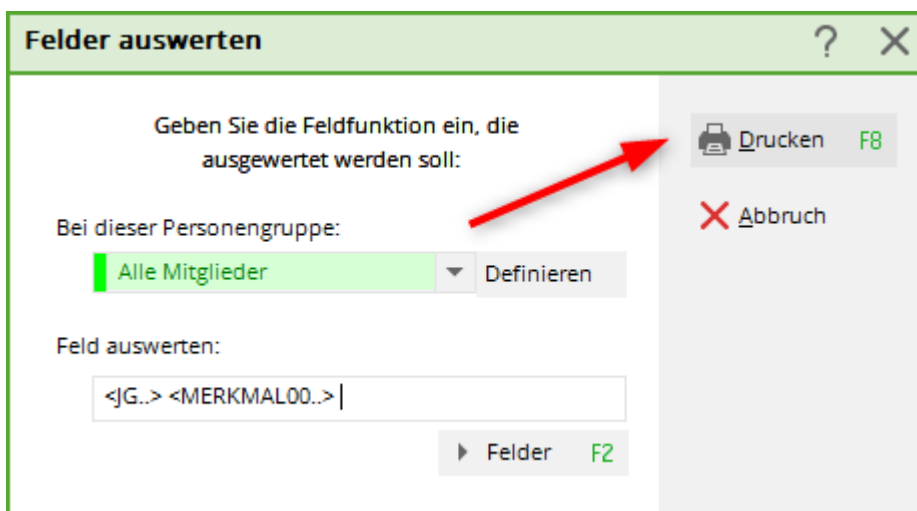 Felder auswerten
Geben Sie die Feldfunktion ein, die
ausgewertet werden soll:
Bei dieser Personengruppe:
Alle Mitglieder
Definieren
Feld auswerten:
<JG..> <MERKMAL00..>
Felder F2
Drucken F8
Abbruch